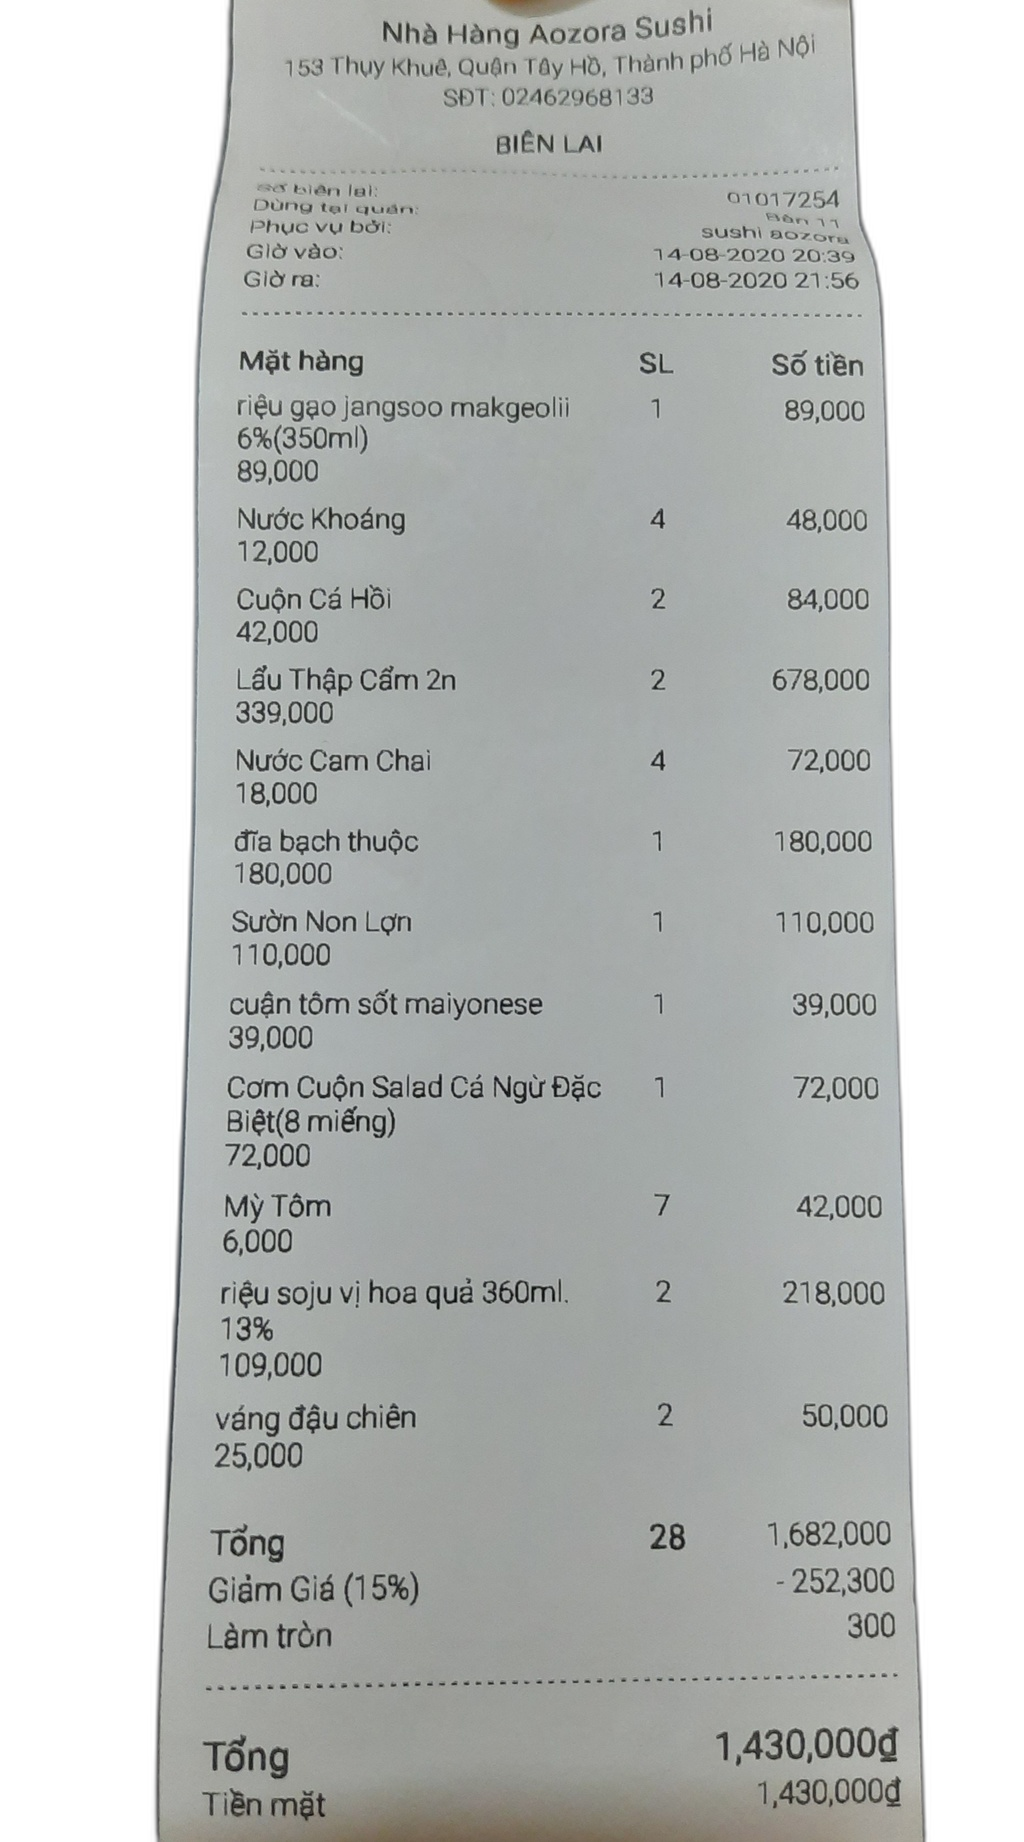 Nhà Hàng Aozora Sushi
153 Thụy Khuê, Quận Tây Hồ, Thành phố Hà Nội
SĐT: 02462968133
BIÊN LAI
Số biên lai: 01017254
Dùng tại quán: Bàn 11
Phục vụ bởi: sushi aozora
Giờ vào: 14-08-2020 20:39
Giờ ra: 14-08-2020 21:56
Mặt hàng SL Số tiền
riệu gạo jangsoo makgeolii 1 89,000
6%(350ml)
89,000
Nước Khoáng 4 48,000
12,000
Cuộn Cá Hồi 2 84,000
42,000
Lẩu Thập Cẩm 2n 2 678,000
339,000
Nước Cam Chai 4 72,000
18,000
đĩa bạch thuộc 1 180,000
180,000
Sườn Non Lợn 1 110,000
110,000
cuận tôm sốt maiyonese 1 39,000
39,000
Cơm Cuộn Salad Cá Ngừ Đặc 1 72,000
Biệt(8 miếng)
72,000
Mỳ Tôm 7 42,000
6,000
riệu soju vị hoa quả 360ml. 2 218,000
13%
109,000
váng đậu chiên 2 50,000
25,000
Tổng 28 1,682,000
Giảm Giá (15%) - 252,300
Làm tròn 300
Tổng 1,430,000₫
Tiền mặt 1,430,000₫